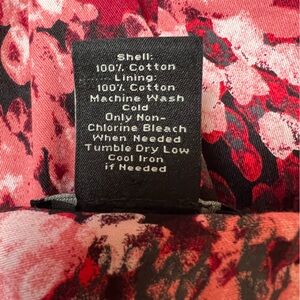 Shell:
100% Cotton
Lining:
100% Cotton
Machine Wash
Cold
Only Non-
Chlorine Bleach
When Needed
Tumble Dry Low
Cool Iron
if Needed